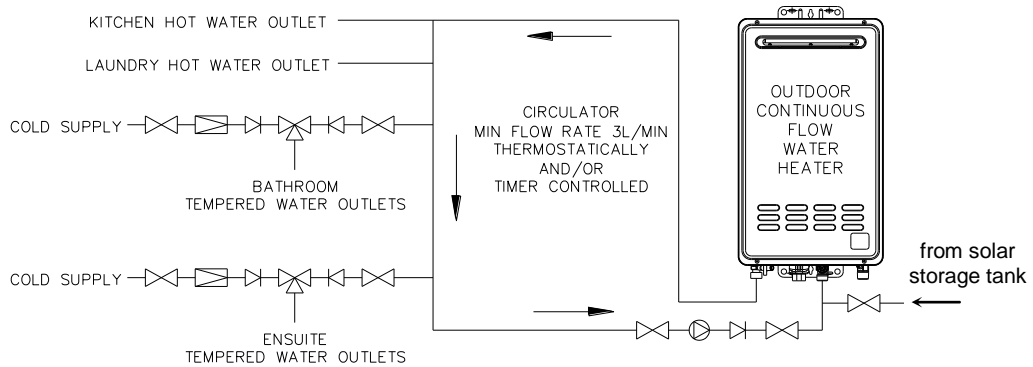 KITCHEN HOT WATER OUTLET
LAUNDRY HOT WATER OUTLET
COLD SUPPLY
BATHROOM
TEMPERED WATER OUTLETS
COLD SUPPLY
ENSUITE
TEMPERED WATER OUTLETS
CIRCULATOR
MIN FLOW RATE 3L/MIN
THERMOSTATICALLY
AND/OR
TIMER CONTROLLED
OUTDOOR
CONTINUOUS
FLOW
WATER
HEATER
from solar
storage tank